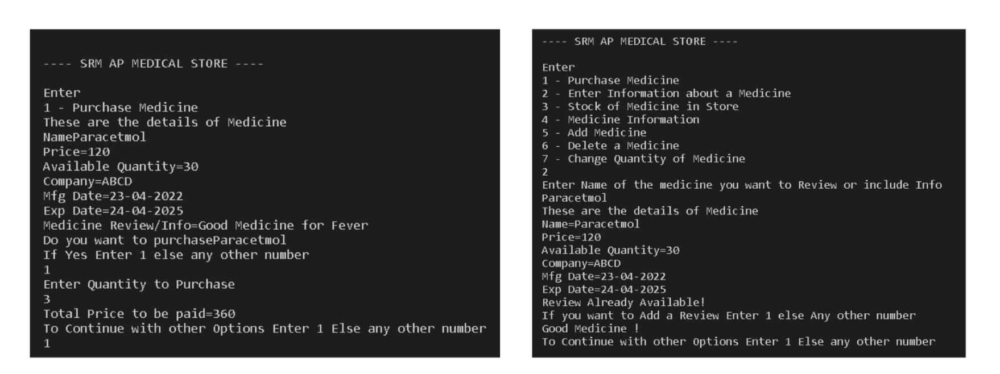 ---- SRM AP MEDICAL STORE ----
Enter
1 - Purchase Medicine
These are the details of Medicine
NameParacetmol
Price=120
Available Quantity=30
Company=ABCD
Mfg Date=23-04-2022
Exp Date=24-04-2025
Medicine Review/Info=Good Medicine for Fever
Do you want to purchaseParacetmol
If Yes Enter 1 else any other number
1
Enter Quantity to Purchase
3
Total Price to be paid=360
To Continue with other Options Enter 1 Else any other number
1
---- SRM AP MEDICAL STORE ----
Enter
1 - Purchase Medicine
2 - Enter Information about a Medicine
3 - Stock of Medicine in Store
4 - Medicine Information
5 - Add Medicine
6 - Delete a Medicine
7 - Change Quantity of Medicine
2
Enter Name of the medicine you want to Review or include Info
Paracetmol
These are the details of Medicine
Name=Paracetmol
Price=120
Available Quantity=30
Company=ABCD
Mfg Date=23-04-2022
Exp Date=24-04-2025
Review Already Available!
If you want to Add a Review Enter 1 else Any other number
Good Medicine !
To Continue with other Options Enter 1 Else any other number